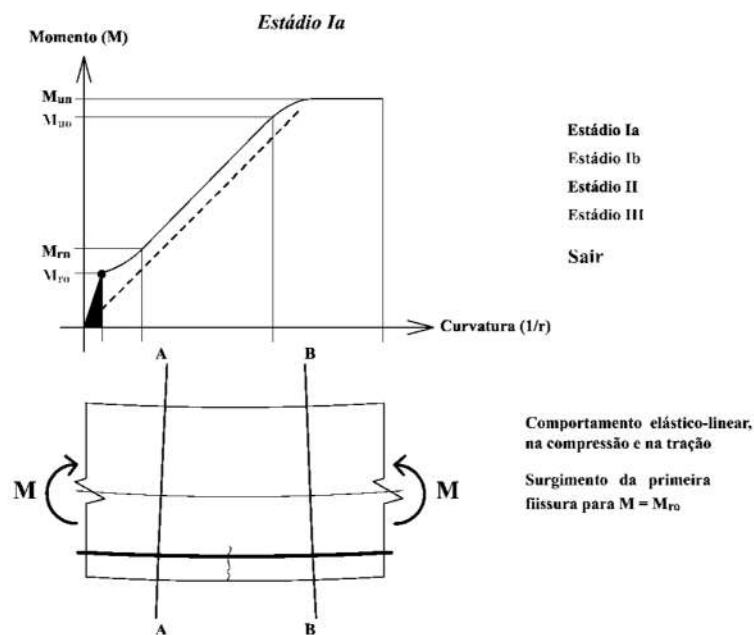 Estádio Ia
Momento (M)
Mun
Muo
Mrn
Mro
Curvatura (1/r)
Estádio Ia
Estádio Ib
Estádio II
Estádio III
Sair
A
B
M
M
A
B
Comportamento elástico-linear,
na compressão e na tração
Surgimento da primeira
fiissura para M = Mro